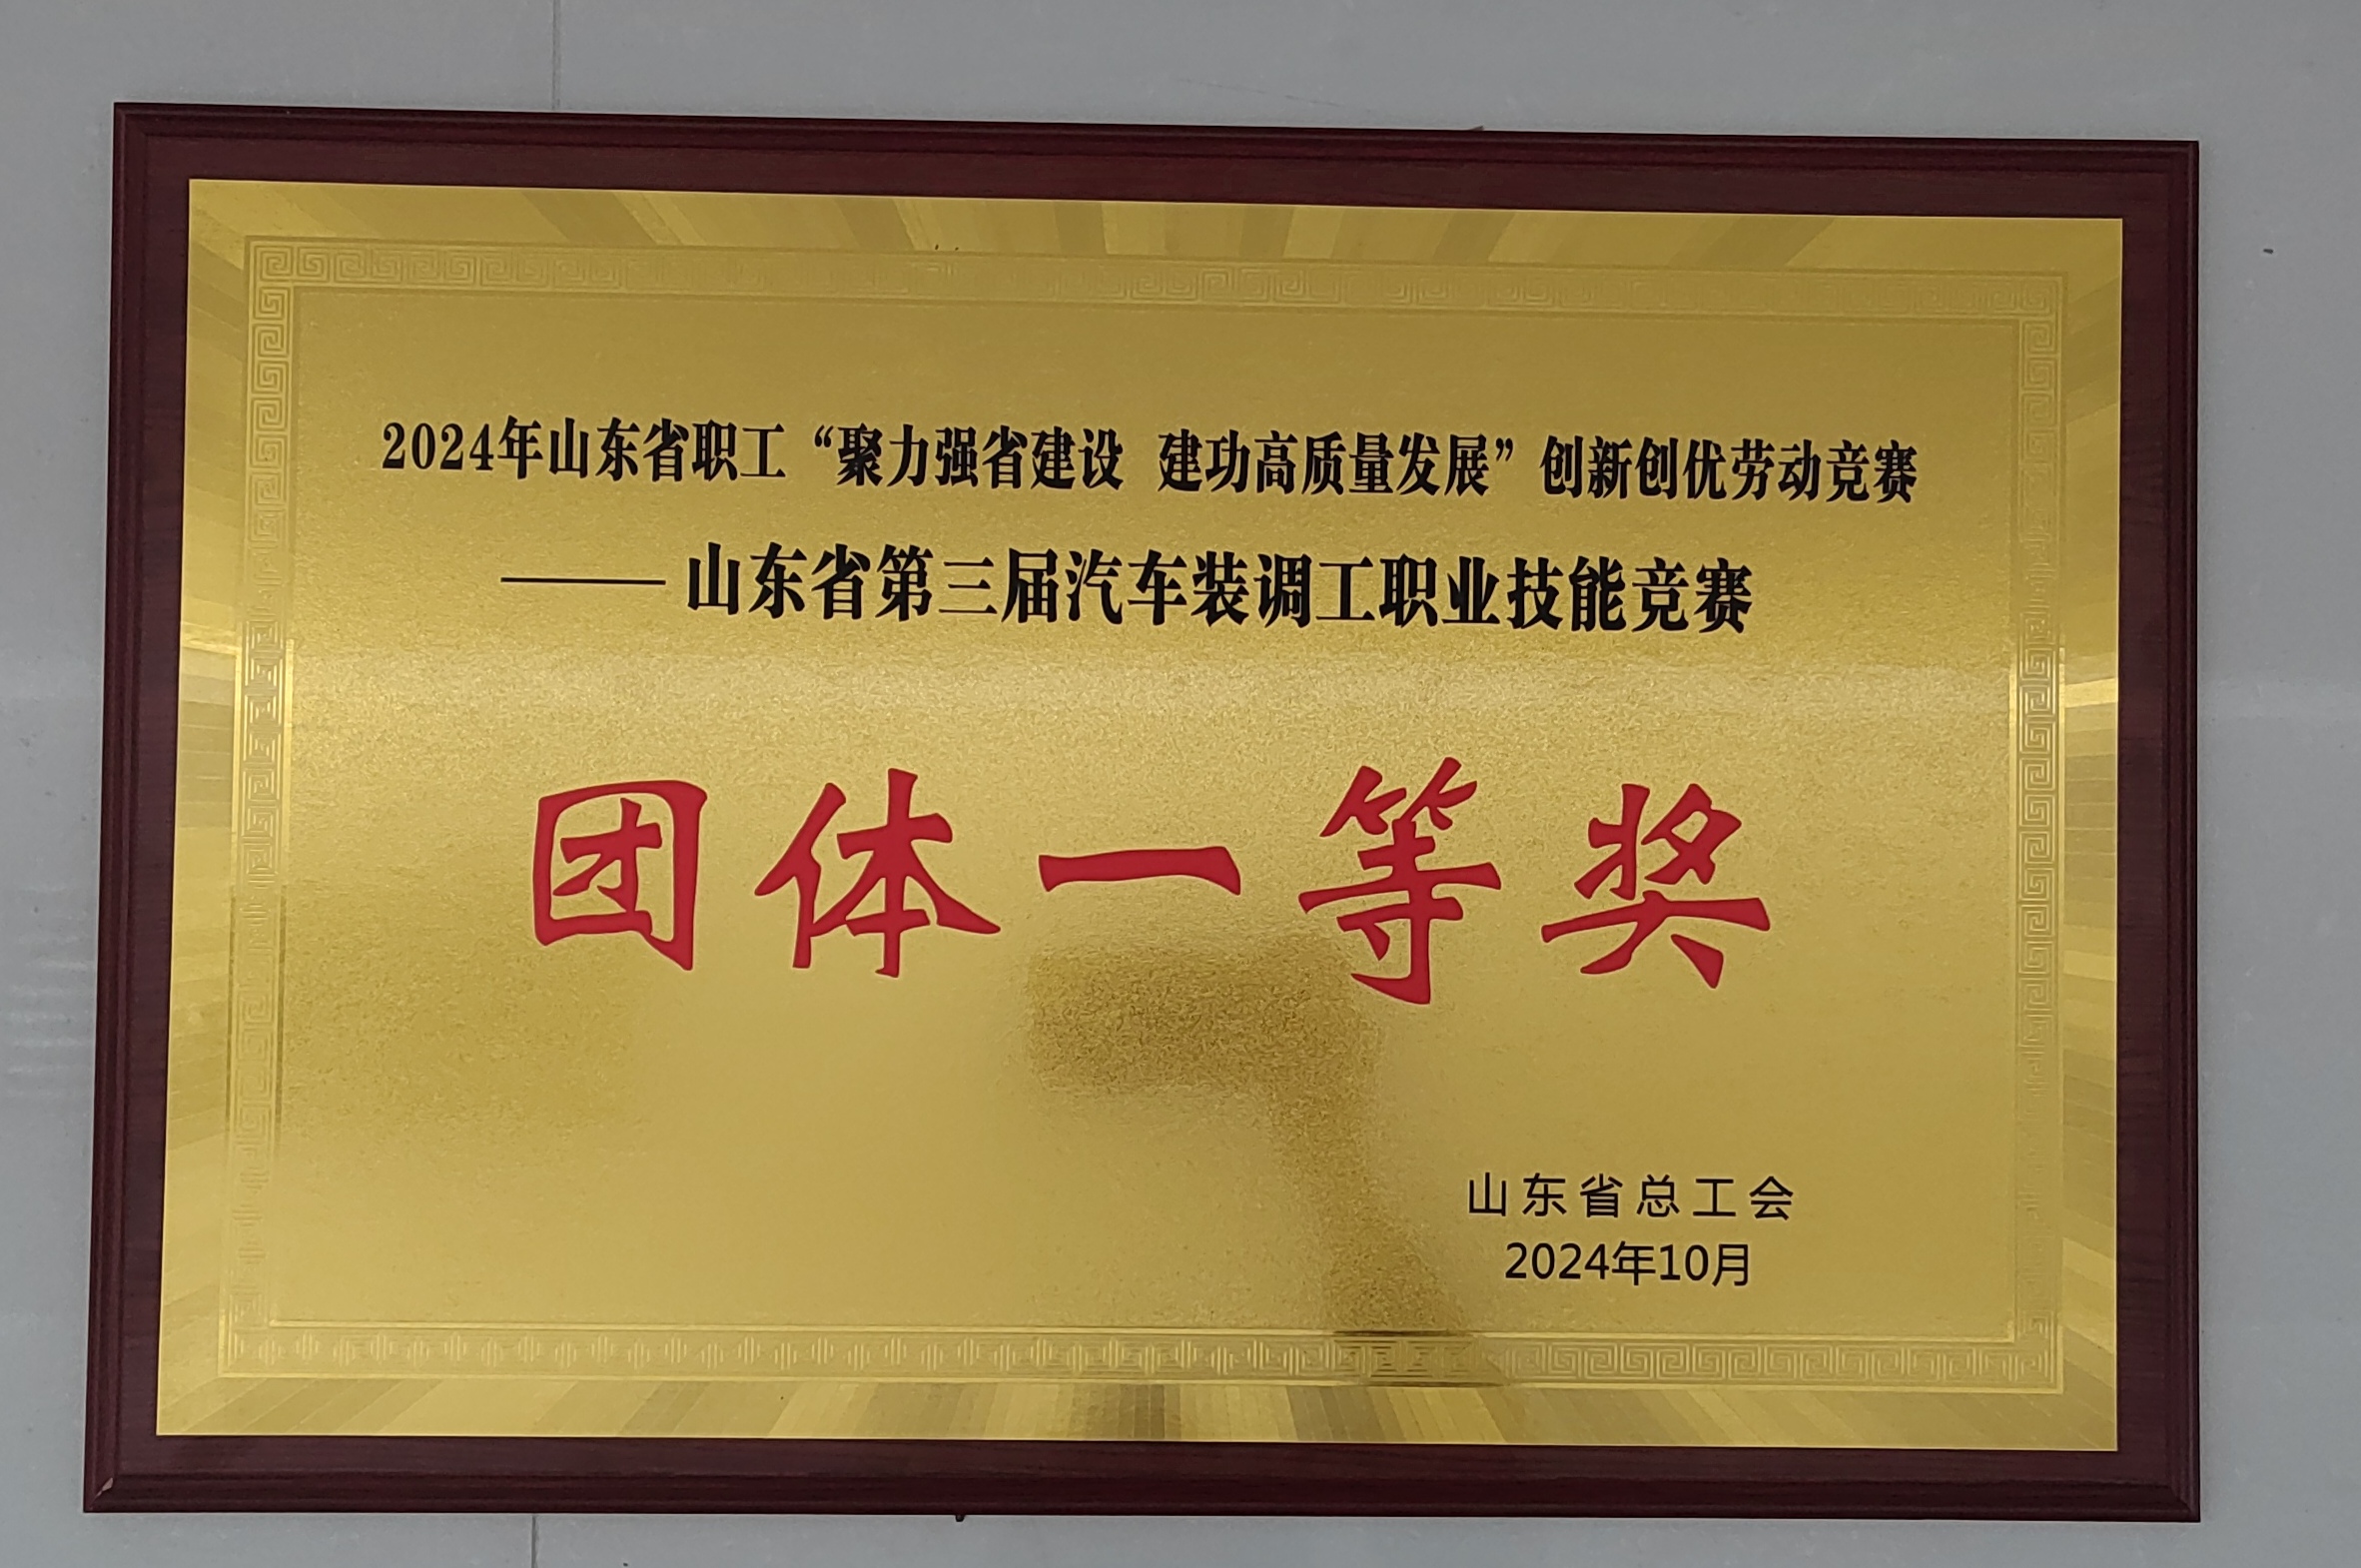 2024年山东省职工“聚力强省建设 建功高质量发展”创新创优劳动竞赛
——山东省第三届汽车装调工职业技能竞赛
团体一等奖
山东省总工会
2024年10月